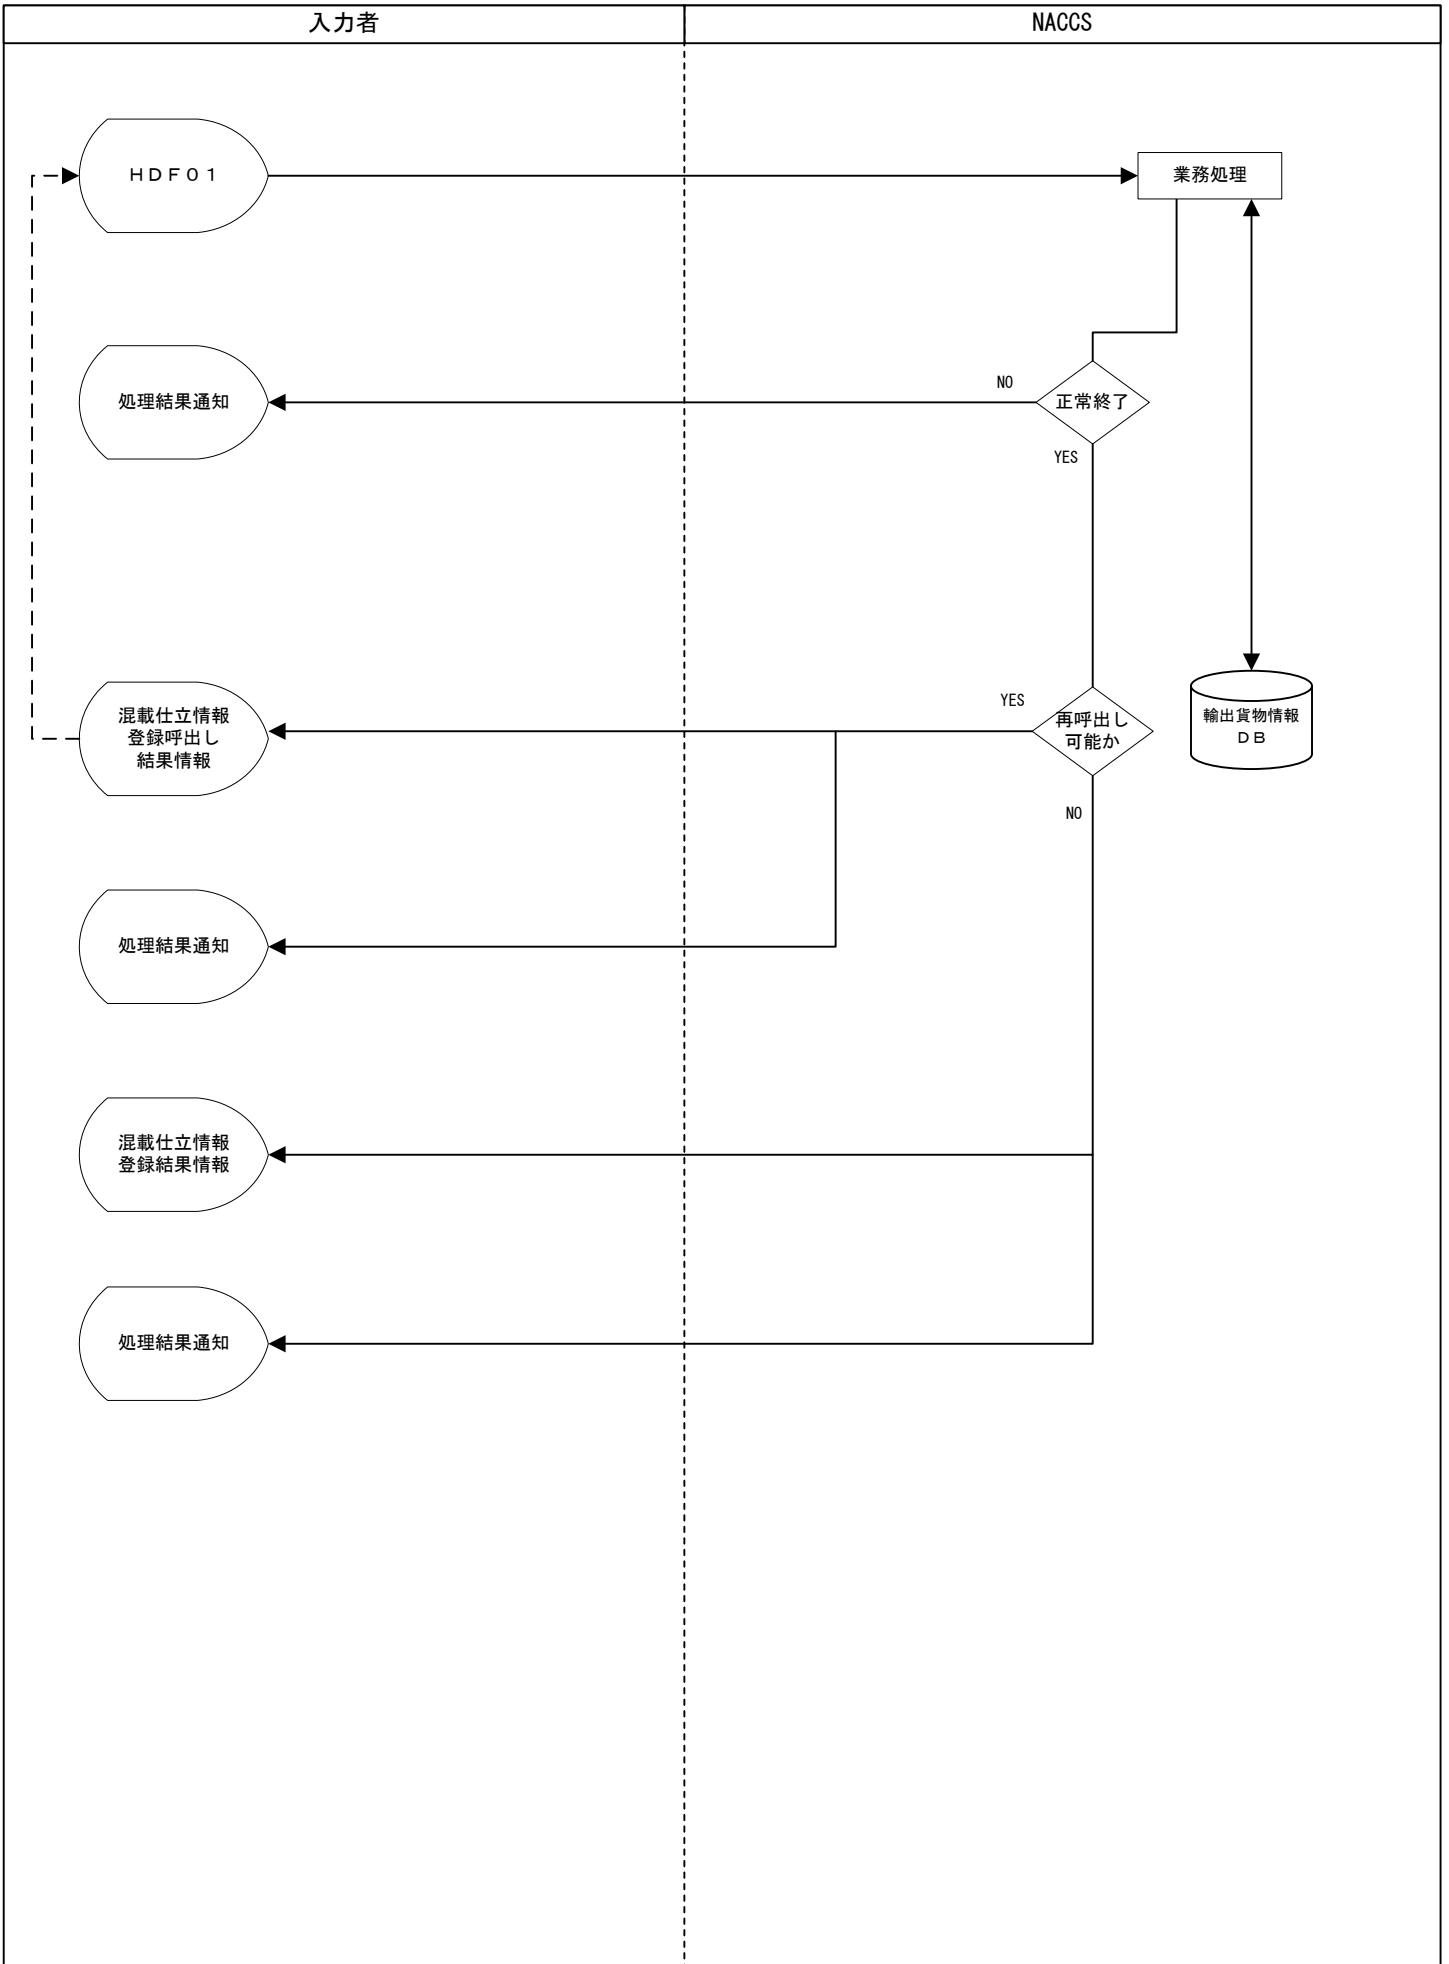 入力者
NACCS
ＨＤＦ０１
業務処理
処理結果通知
NO
正常終了
YES
混載仕立情報
登録呼出し
結果情報
YES
再呼出し
可能か
輸出貨物情報
ＤＢ
NO
処理結果通知
混載仕立情報
登録結果情報
処理結果通知